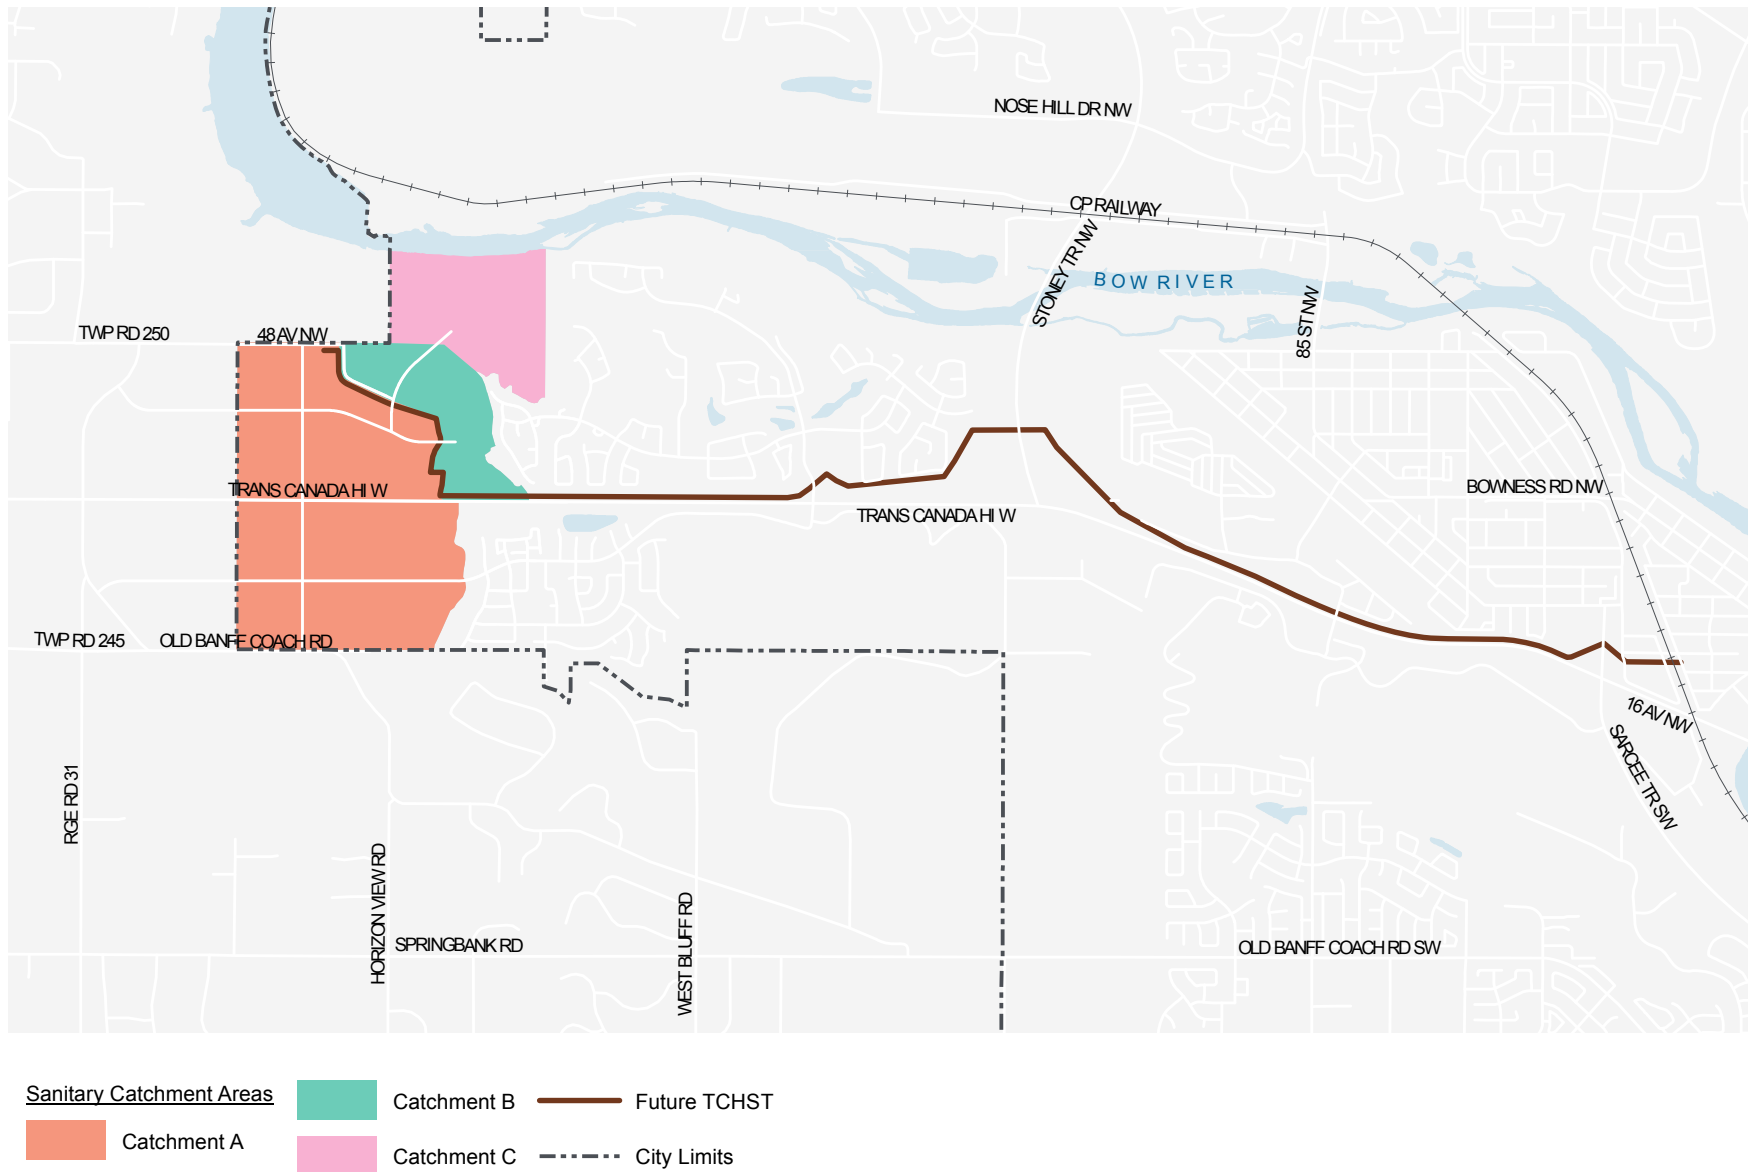 NOSE HILL DR NW
CP RAILWAY
STONEY TR NW
BOW RIVER
85 ST NW
TWP RD 250
48 AV NW
TRANS CANADA HI W
BOWNESS RD NW
TRANS CANADA HI W
TWP RD 245
OLD BANFF COACH RD
16 AV NW
SARCEE TR SW
RGE RD 31
HORIZON VIEW RD
SPRINGBANK RD
WEST BLUFF RD
OLD BANFF COACH RD SW
Sanitary Catchment Areas
Catchment A
Catchment B
Catchment C
Future TCHST
City Limits